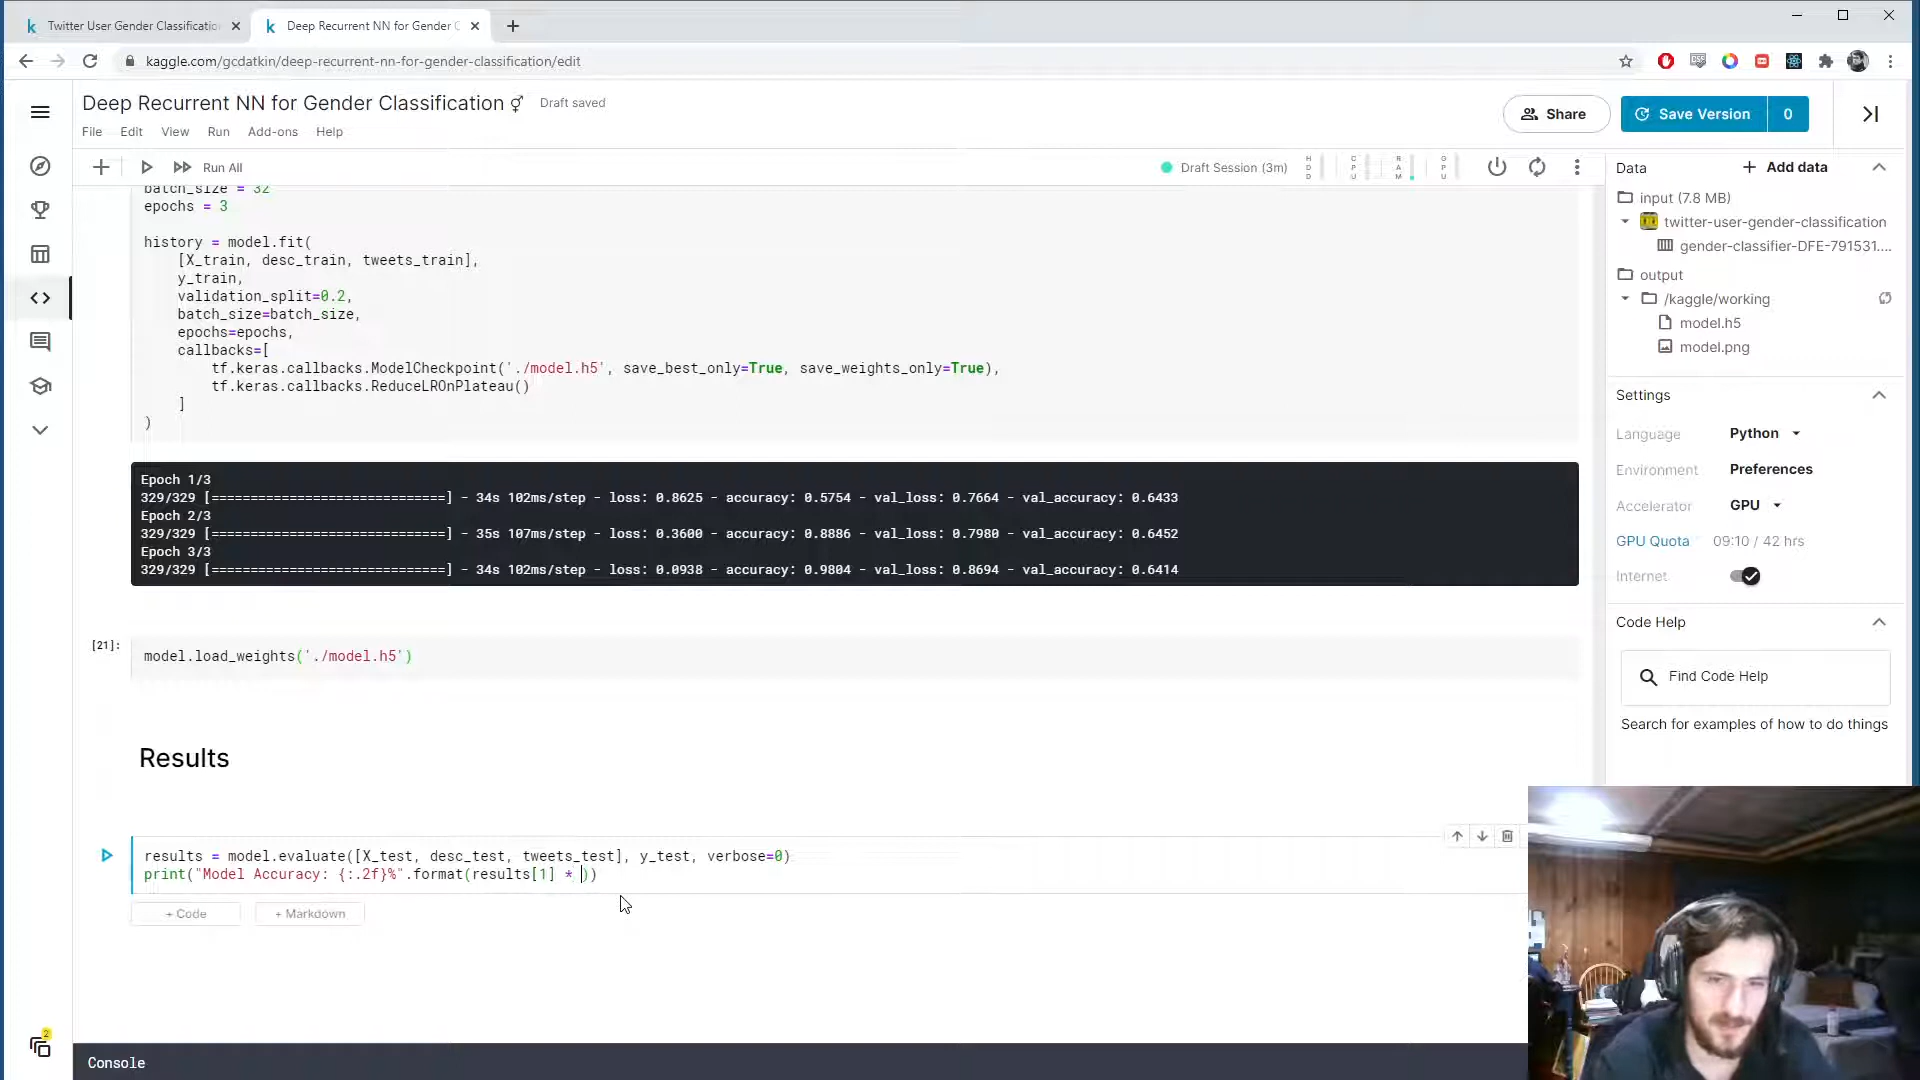 Twitter User Gender Classificatio
Deep Recurrent NN for Gender C
kaggle.com/gcdatkin/deep-recurrent-nn-for-gender-classification/edit
Deep Recurrent NN for Gender Classification ⚥ Draft saved
File Edit View Run Add-ons Help
Share
Save Version 0
Run All
Draft Session (3m)
HDD CPU RAM GPU
batch_size = 32
epochs = 3
history = model.fit(
[X_train, desc_train, tweets_train],
y_train,
validation_split=0.2,
batch_size=batch_size,
epochs=epochs,
callbacks=[
tf.keras.callbacks.ModelCheckpoint('./model.h5', save_best_only=True, save_weights_only=True),
tf.keras.callbacks.ReduceLROnPlateau()
]
)
Epoch 1/3
329/329 [==============================] - 34s 102ms/step - loss: 0.8625 - accuracy: 0.5754 - val_loss: 0.7664 - val_accuracy: 0.6433
Epoch 2/3
329/329 [==============================] - 35s 107ms/step - loss: 0.3600 - accuracy: 0.8886 - val_loss: 0.7980 - val_accuracy: 0.6452
Epoch 3/3
329/329 [==============================] - 34s 102ms/step - loss: 0.0938 - accuracy: 0.9804 - val_loss: 0.8694 - val_accuracy: 0.6414
[21]:
model.load_weights('./model.h5')
Results
results = model.evaluate([X_test, desc_test, tweets_test], y_test, verbose=0)
print("Model Accuracy: {:.2f}%".format(results[1] * ))
+ Code
+ Markdown
Console
2
Data
+ Add data
input (7.8 MB)
twitter-user-gender-classification
gender-classifier-DFE-791531....
output
/kaggle/working
model.h5
model.png
Settings
Language Python
Environment Preferences
Accelerator GPU
GPU Quota 09:10 / 42 hrs
Internet
Code Help
Find Code Help
Search for examples of how to do things